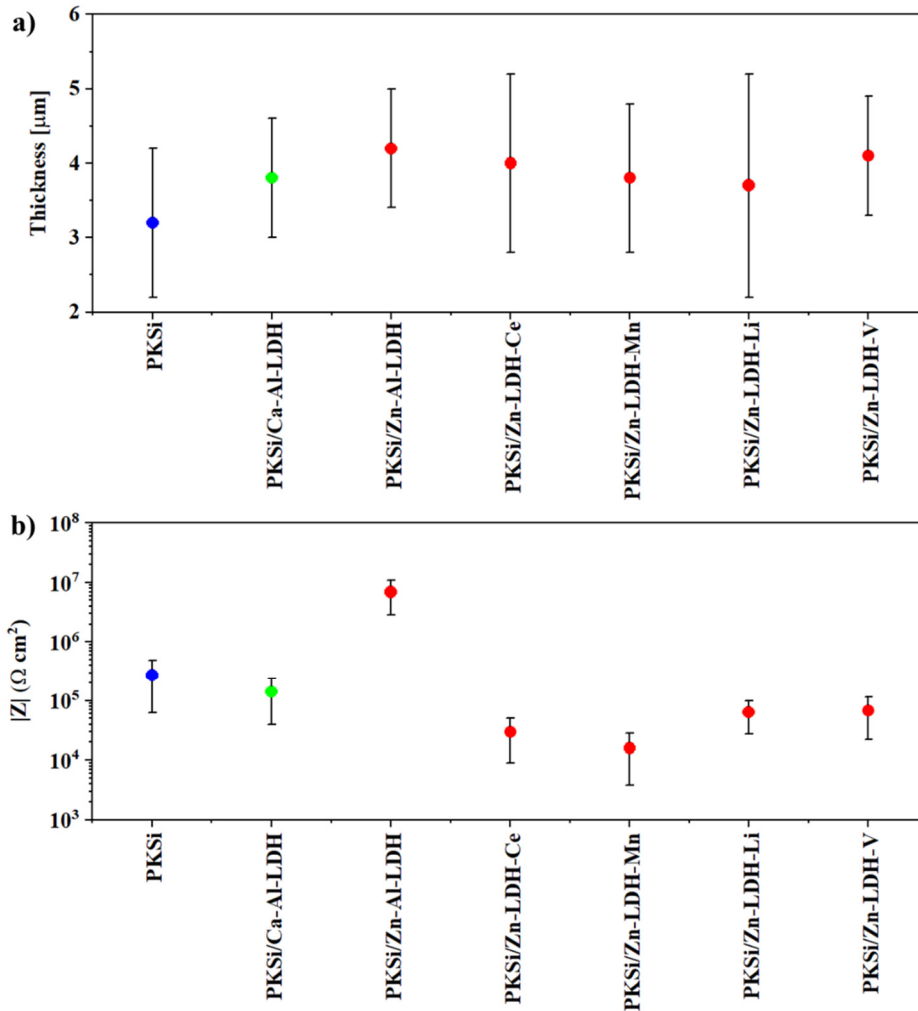 a)
Thickness [µm]
6
5
4
3
2
PKSi
PKSi/Ca-Al-LDH
PKSi/Zn-Al-LDH
PKSi/Zn-LDH-Ce
PKSi/Zn-LDH-Mn
PKSi/Zn-LDH-Li
PKSi/Zn-LDH-V
b)
|Z| (Ω cm²)
10⁸
10⁷
10⁶
10⁵
10⁴
10³
PKSi
PKSi/Ca-Al-LDH
PKSi/Zn-Al-LDH
PKSi/Zn-LDH-Ce
PKSi/Zn-LDH-Mn
PKSi/Zn-LDH-Li
PKSi/Zn-LDH-V